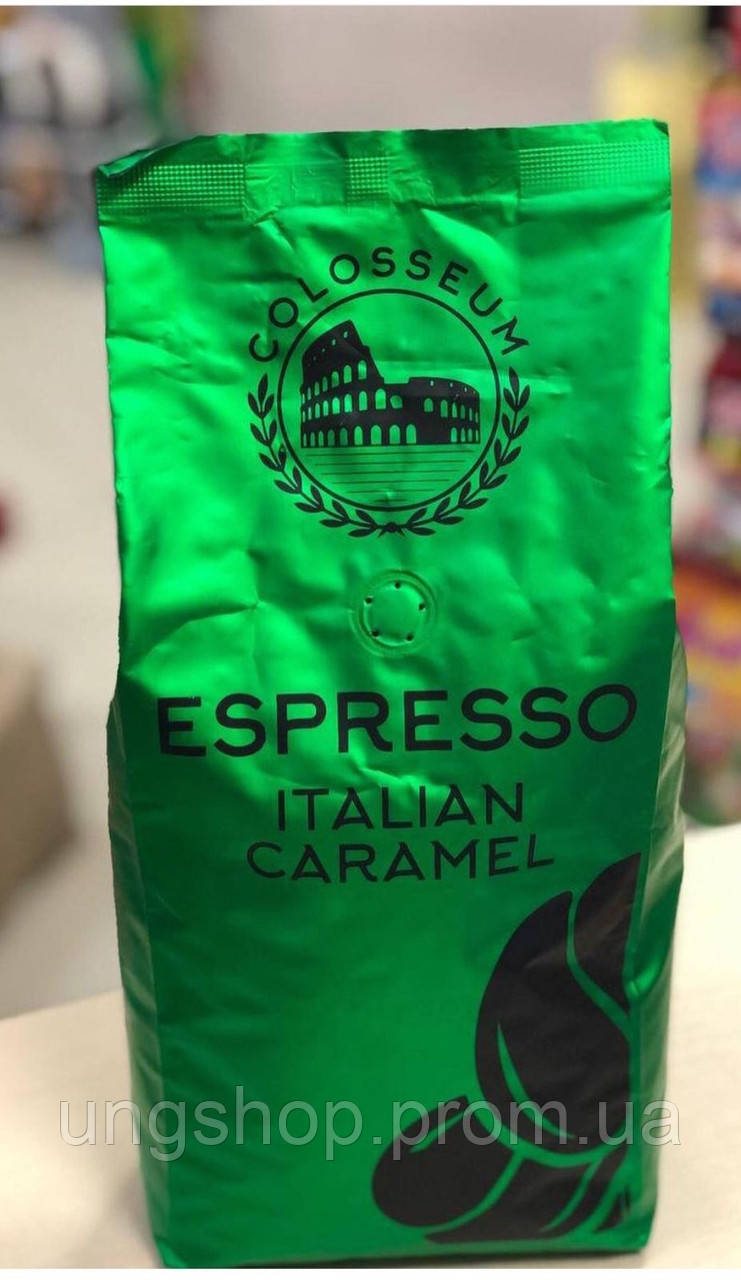 COLOSSEUM
ESPRESSO
ITALIAN
CARAMEL
ungshop.prom.ua